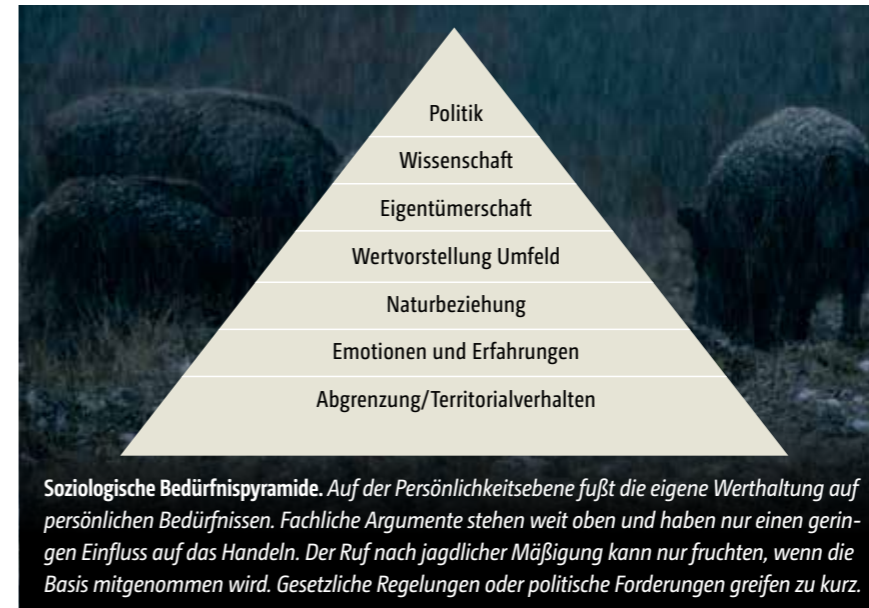 Politik
Wissenschaft
Eigentümerschaft
Wertvorstellung Umfeld
Naturbeziehung
Emotionen und Erfahrungen
Abgrenzung/Territorialverhalten
Soziologische Bedürfnispyramide. Auf der Persönlichkeitsebene fußt die eigene Werthaltung auf
persönlichen Bedürfnissen. Fachliche Argumente stehen weit oben und haben nur einen gerin-
gen Einfluss auf das Handeln. Der Ruf nach jagdlicher Mäßigung kann nur fruchten, wenn die
Basis mitgenommen wird. Gesetzliche Regelungen oder politische Forderungen greifen zu kurz.